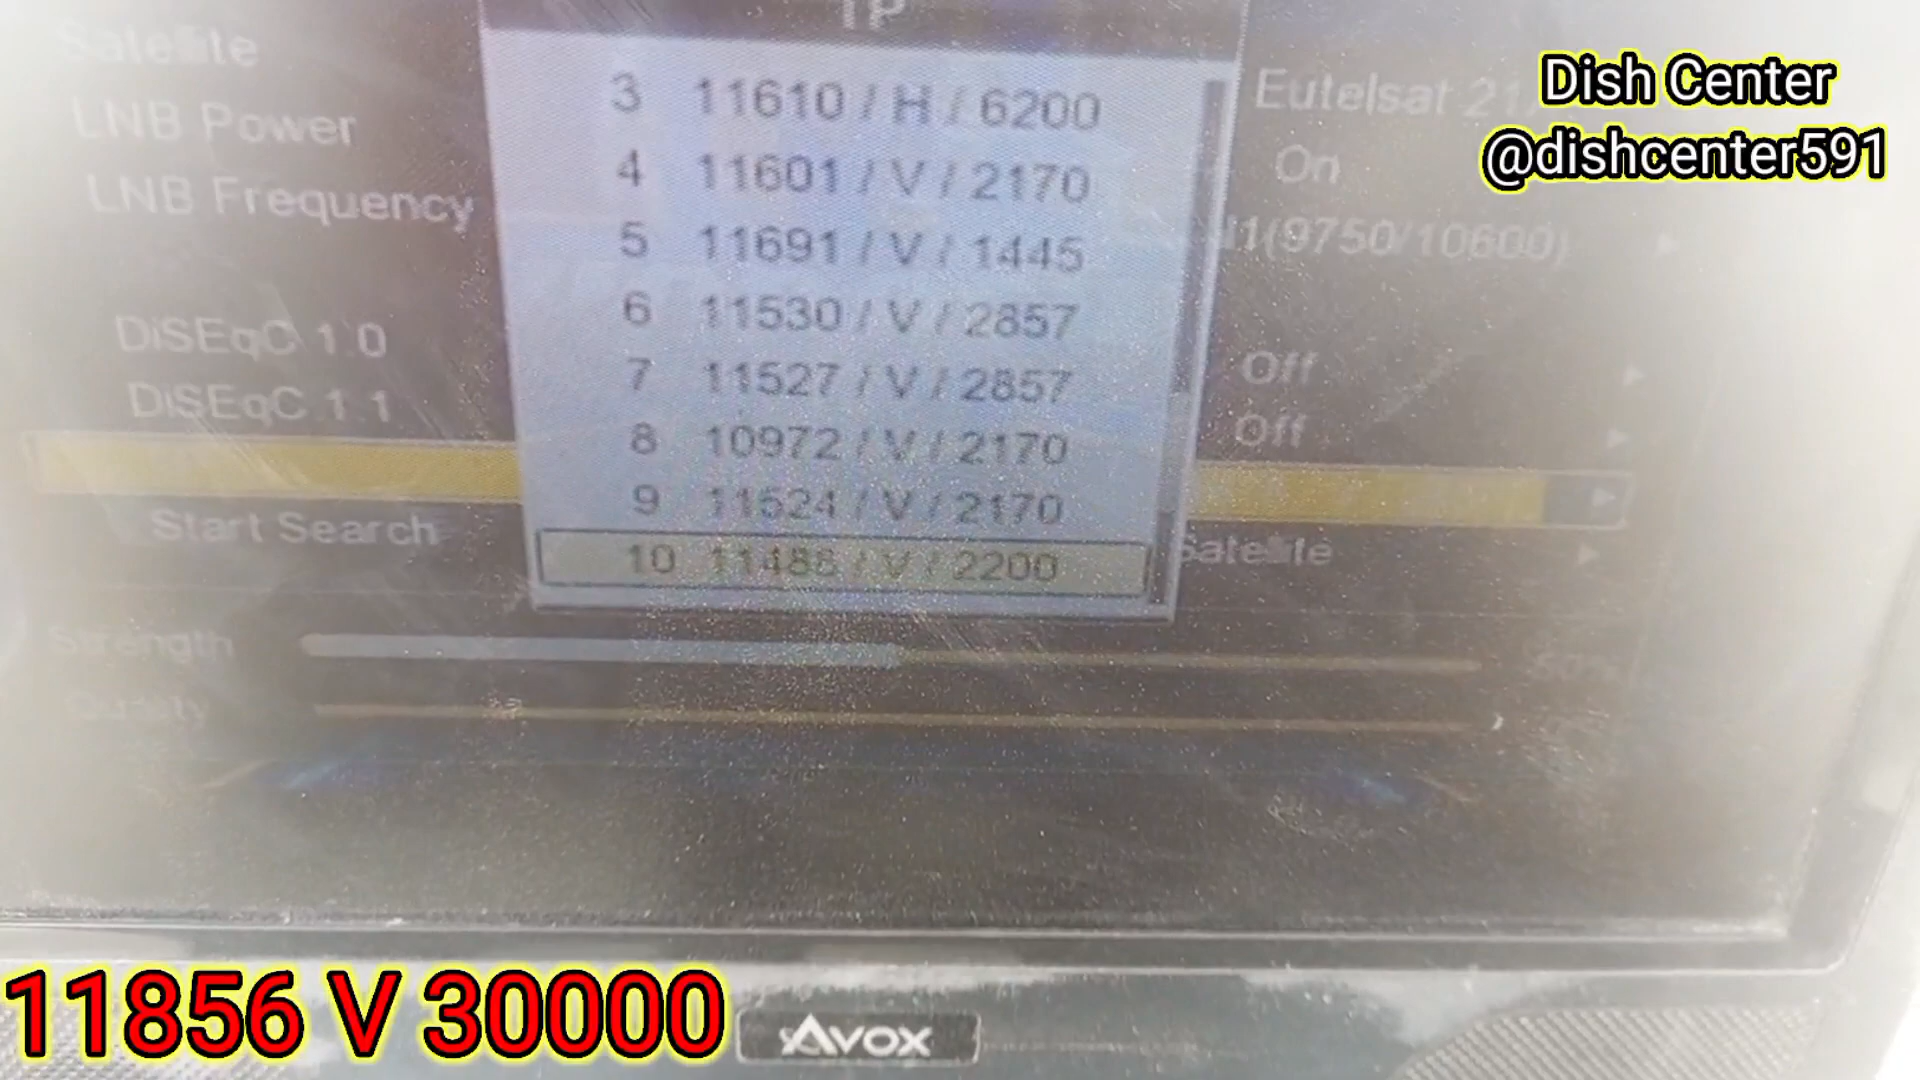 TP
Satellite
LNB Power
LNB Frequency
DiSEqC 1.0
DiSEqC 1.1
Start Search
3 11610 / H / 6200
4 11601 / V / 2170
5 11691 / V / 1445
6 11530 / V / 2857
7 11527 / V / 2857
8 10972 / V / 2170
9 11524 / V / 2170
10 11488 / V / 2200
Eutelsat
On
(9750/10600)
Off
Off
Satellite
Strength
Quality
Dish Center
@dishcenter591
11856 V 30000
AVOX